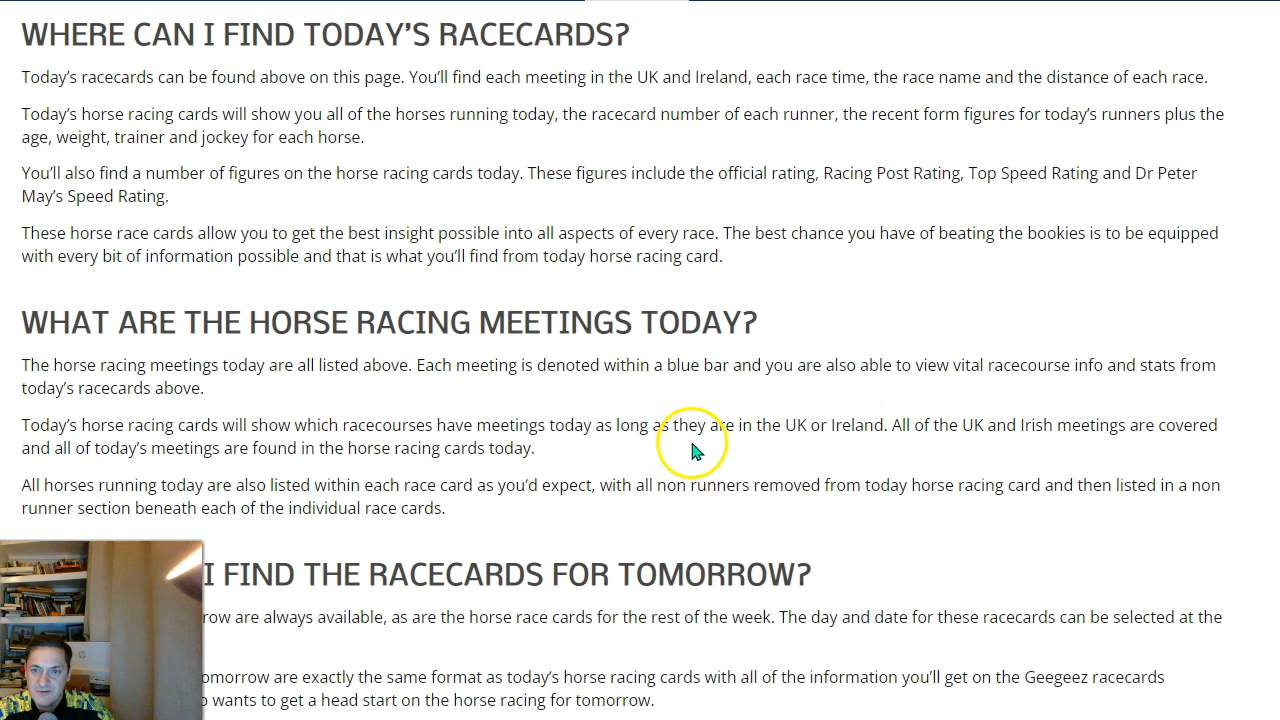 WHERE CAN I FIND TODAY’S RACECARDS?
Today’s racecards can be found above on this page. You’ll find each meeting in the UK and Ireland, each race time, the race name and the distance of each race.
Today’s horse racing cards will show you all of the horses running today, the racecard number of each runner, the recent form figures for today’s runners plus the
age, weight, trainer and jockey for each horse.
You’ll also find a number of figures on the horse racing cards today. These figures include the official rating, Racing Post Rating, Top Speed Rating and Dr Peter
May’s Speed Rating.
These horse race cards allow you to get the best insight possible into all aspects of every race. The best chance you have of beating the bookies is to be equipped
with every bit of information possible and that is what you’ll find from today horse racing card.
WHAT ARE THE HORSE RACING MEETINGS TODAY?
The horse racing meetings today are all listed above. Each meeting is denoted within a blue bar and you are also able to view vital racecourse info and stats from
today’s racecards above.
Today’s horse racing cards will show which racecourses have meetings today as long as they are in the UK or Ireland. All of the UK and Irish meetings are covered
and all of today’s meetings are found in the horse racing cards today.
All horses running today are also listed within each race card as you’d expect, with all non runners removed from today horse racing card and then listed in a non
runner section beneath each of the individual race cards.
I FIND THE RACECARDS FOR TOMORROW?
row are always available, as are the horse race cards for the rest of the week. The day and date for these racecards can be selected at the
omorrow are exactly the same format as today’s horse racing cards with all of the information you’ll get on the Geegeez racecards
wants to get a head start on the horse racing for tomorrow.